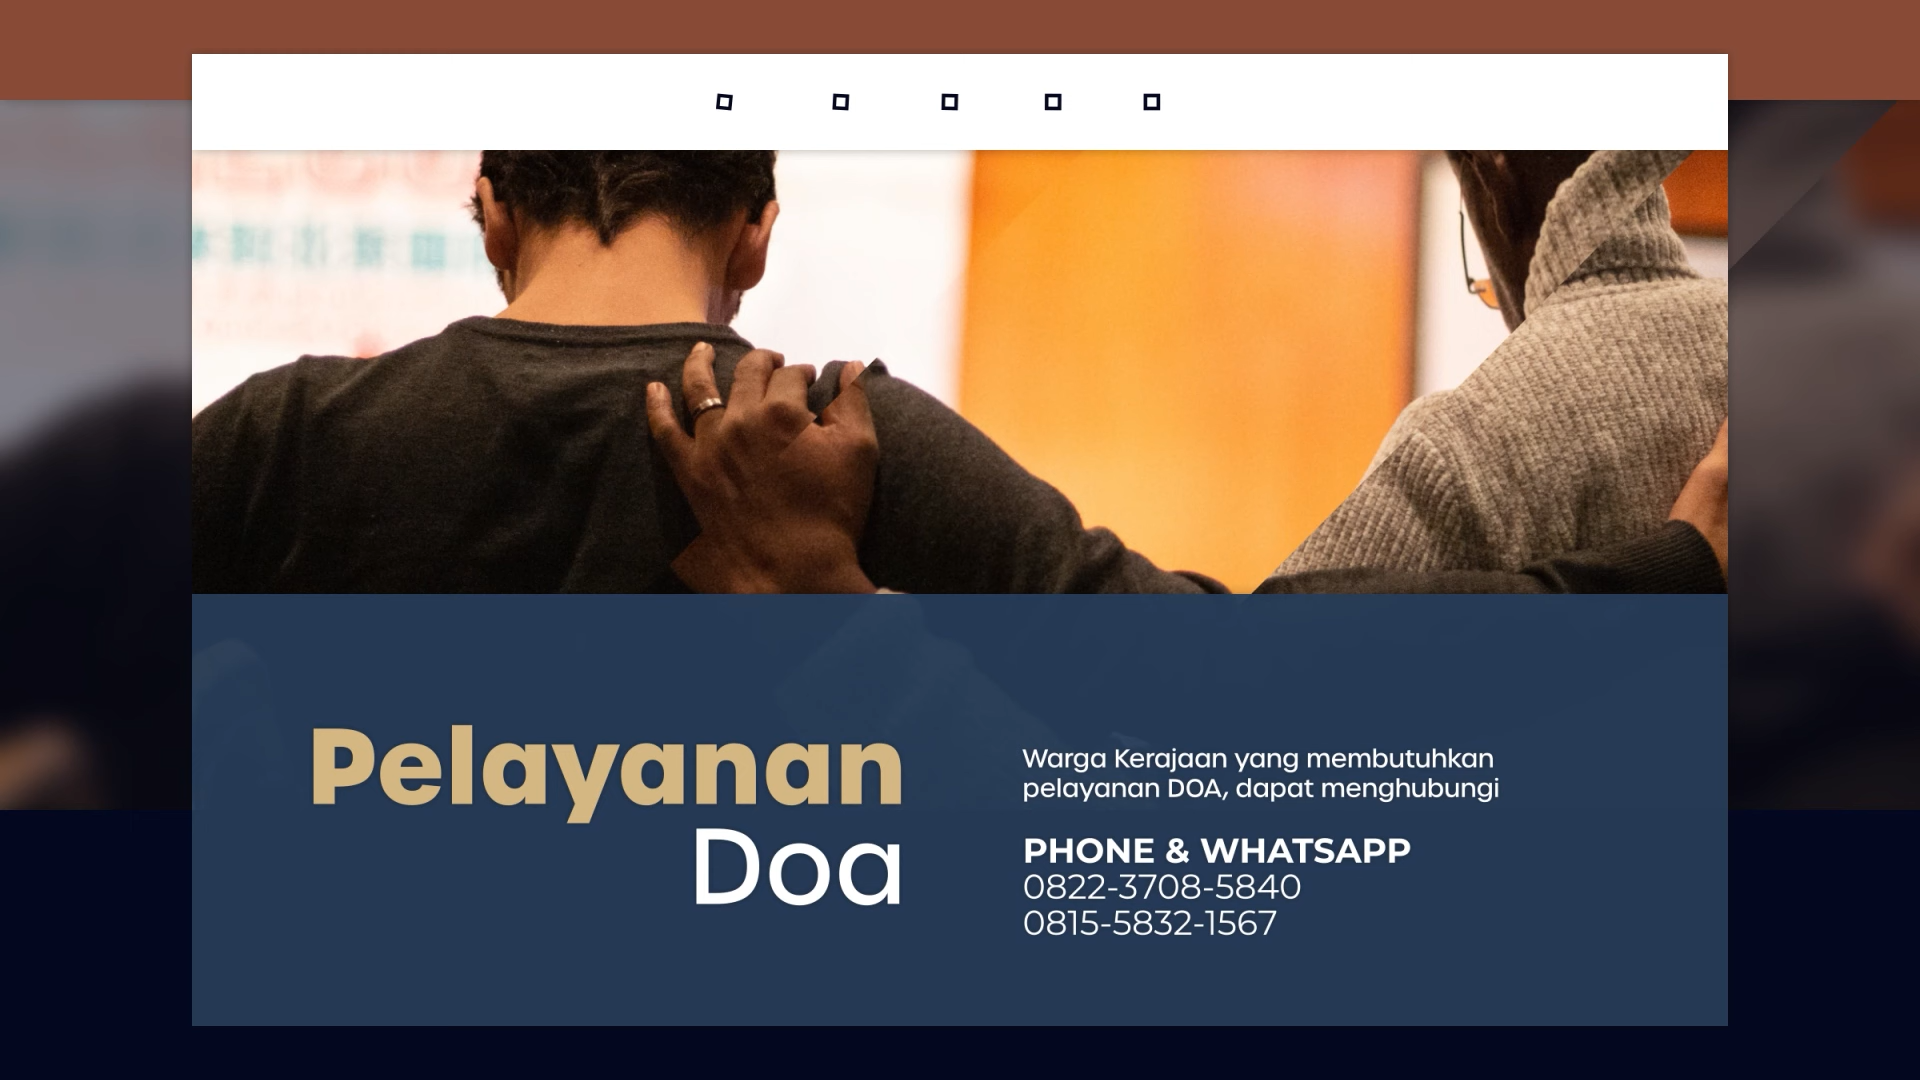 Pelayanan
Doa
Warga Kerajaan yang membutuhkan
pelayanan DOA, dapat menghubungi
PHONE & WHATSAPP
0822-3708-5840
0815-5832-1567